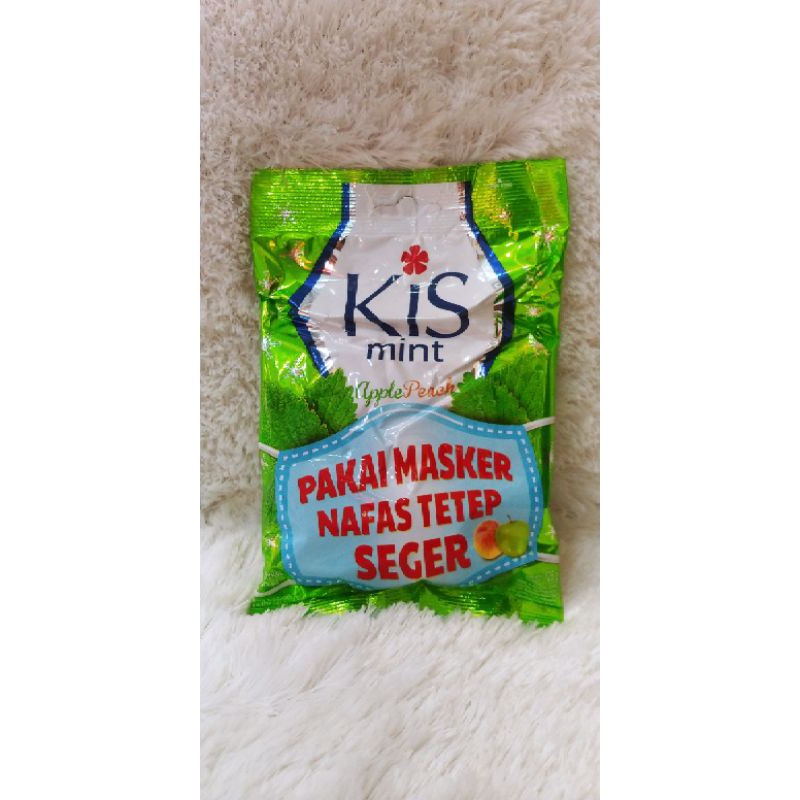 KiS
mint
Apple Peach
PAKAI MASKER
NAFAS TETEP
SEGER